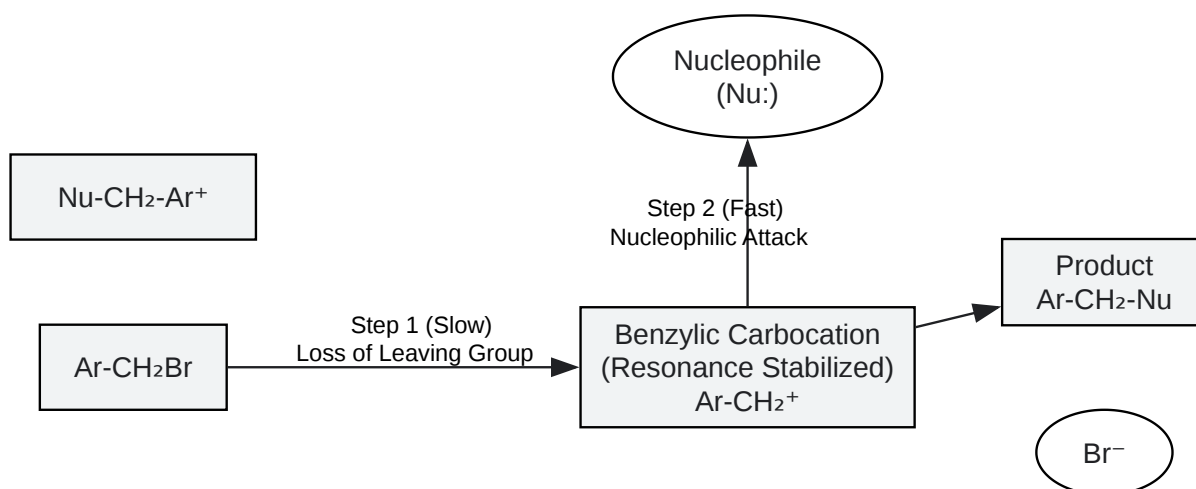 Nucleophile
(Nu:)
Nu-CH₂-Ar⁺
Step 2 (Fast)
Nucleophilic Attack
Product
Ar-CH₂-Nu
Ar-CH₂Br
Step 1 (Slow)
Loss of Leaving Group
Benzylic Carbocation
(Resonance Stabilized)
Ar-CH₂⁺
Br⁻